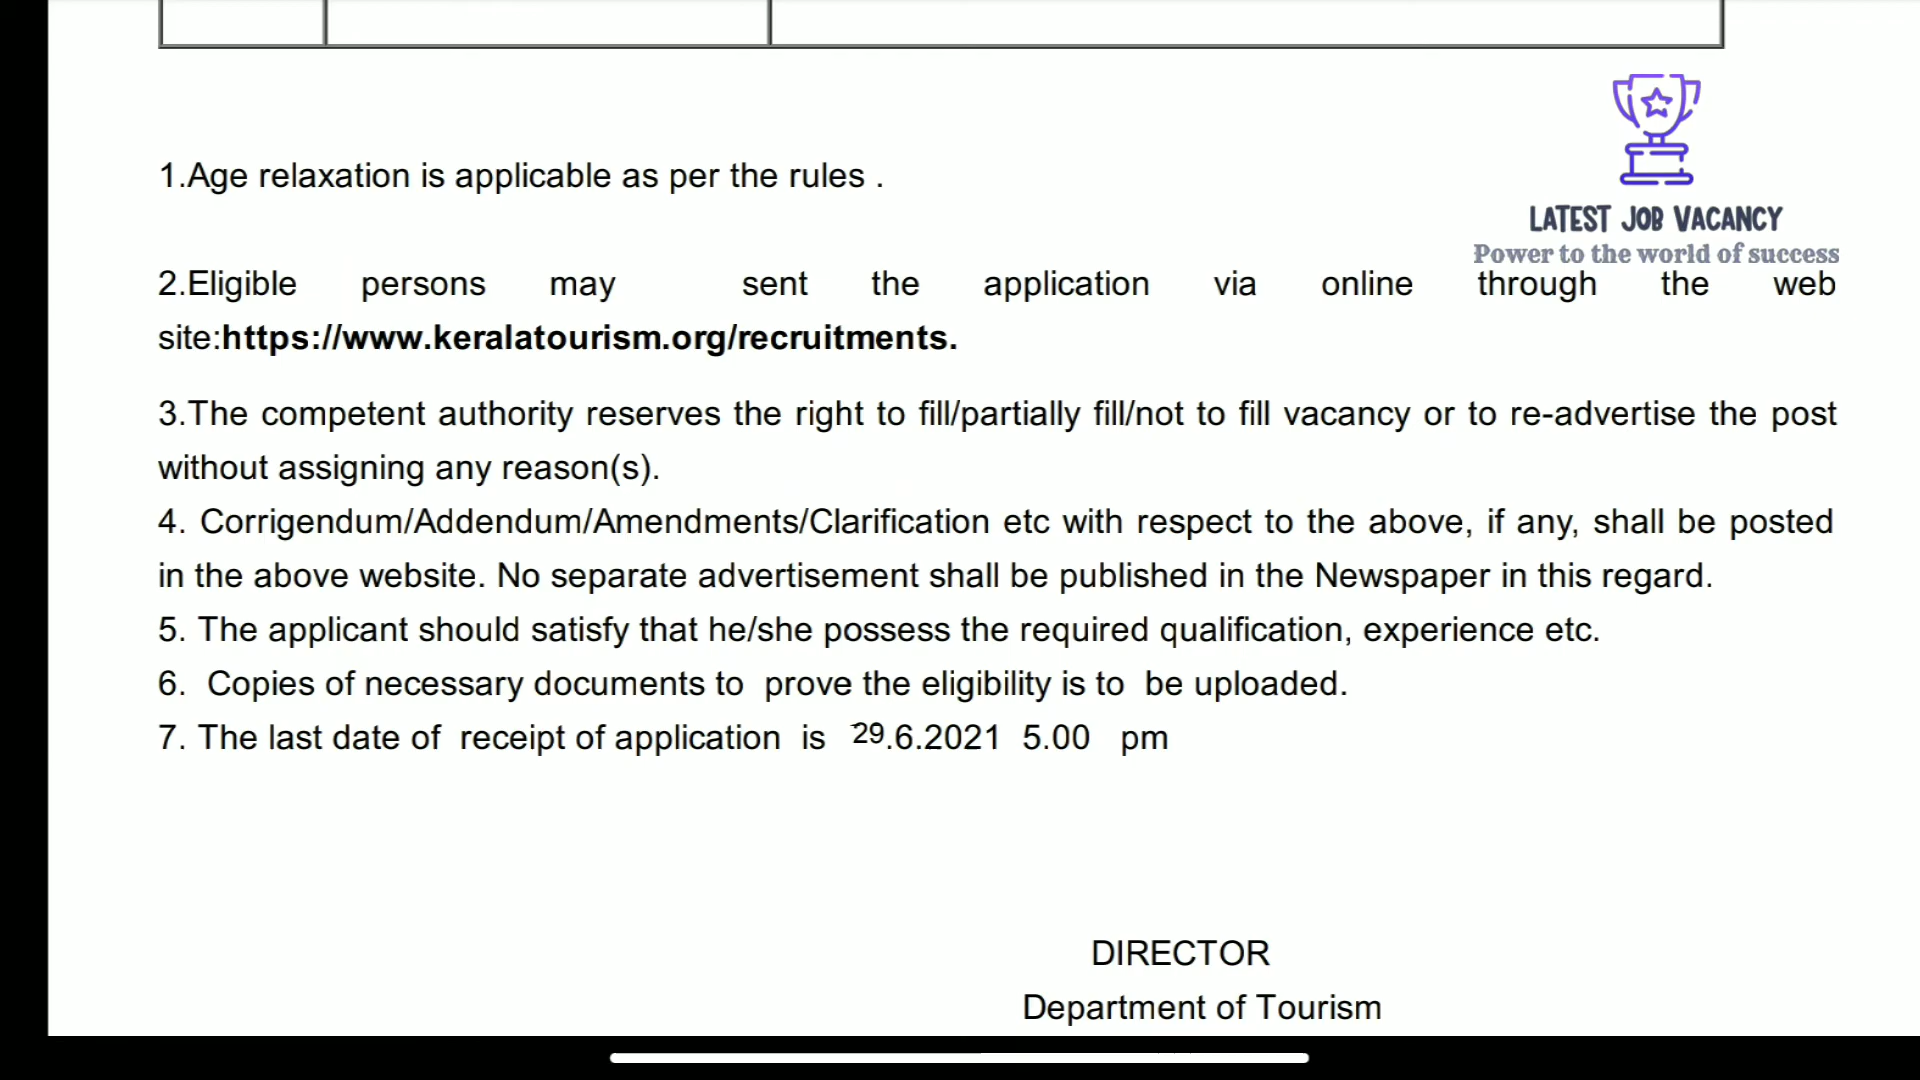 1.Age relaxation is applicable as per the rules .
LATEST JOB VACANCY
Power to the world of success
2.Eligible persons may sent the application via online through the web
site:https://www.keralatourism.org/recruitments.
3.The competent authority reserves the right to fill/partially fill/not to fill vacancy or to re-advertise the post
without assigning any reason(s).
4. Corrigendum/Addendum/Amendments/Clarification etc with respect to the above, if any, shall be posted
in the above website. No separate advertisement shall be published in the Newspaper in this regard.
5. The applicant should satisfy that he/she possess the required qualification, experience etc.
6. Copies of necessary documents to prove the eligibility is to be uploaded.
7. The last date of receipt of application is 29.6.2021 5.00 pm
DIRECTOR
Department of Tourism